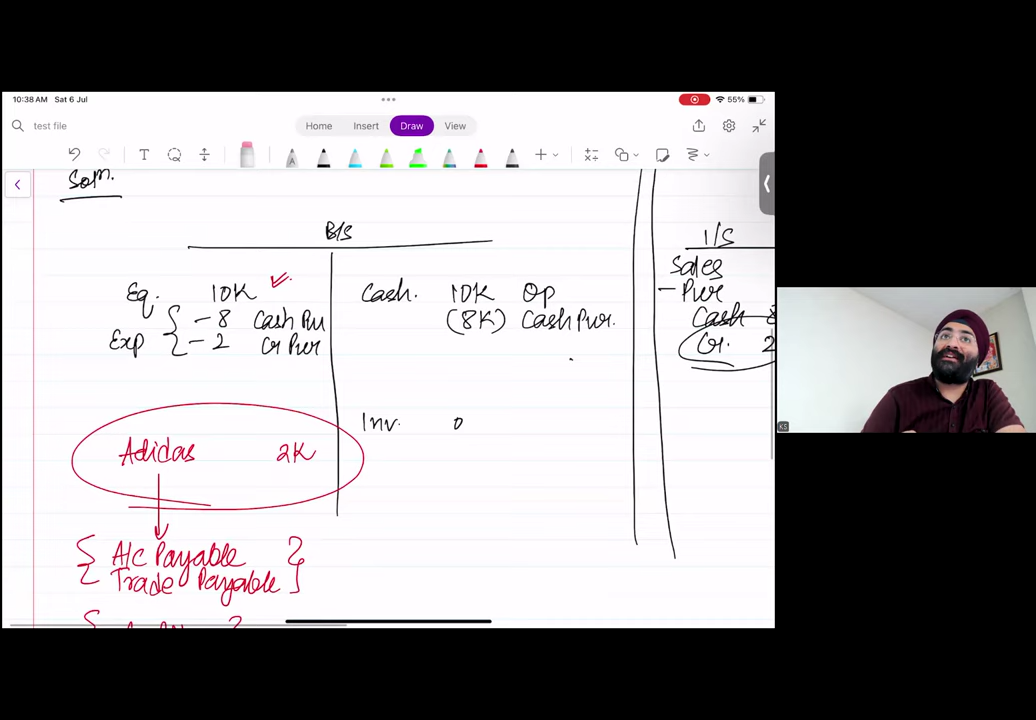 10:38 AM Sat 6 Jul
55%
test file
Home Insert Draw View
Soln.
B/S
I/S
Eq. 10K
Cash. 10K Op
Sales
Exp
- 8 Cash Pur
(8K) Cash Pur.
- Pur
- 2 Cr Pur
Cash 8
Cr. 2
Inv. 0
Adidas 2K
A/c Payable
Trade Payable
KS